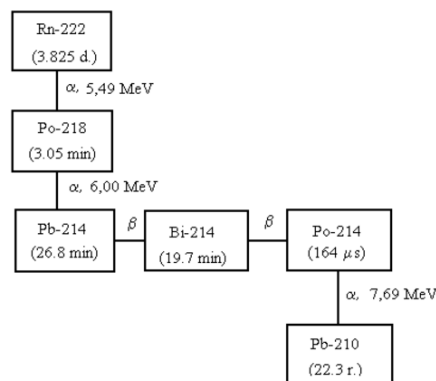 Rn-222
(3.825 d.)
α, 5,49 MeV
Po-218
(3.05 min)
α, 6,00 MeV
Pb-214
(26.8 min)
β
Bi-214
(19.7 min)
β
Po-214
(164 μs)
α, 7,69 MeV
Pb-210
(22.3 r.)